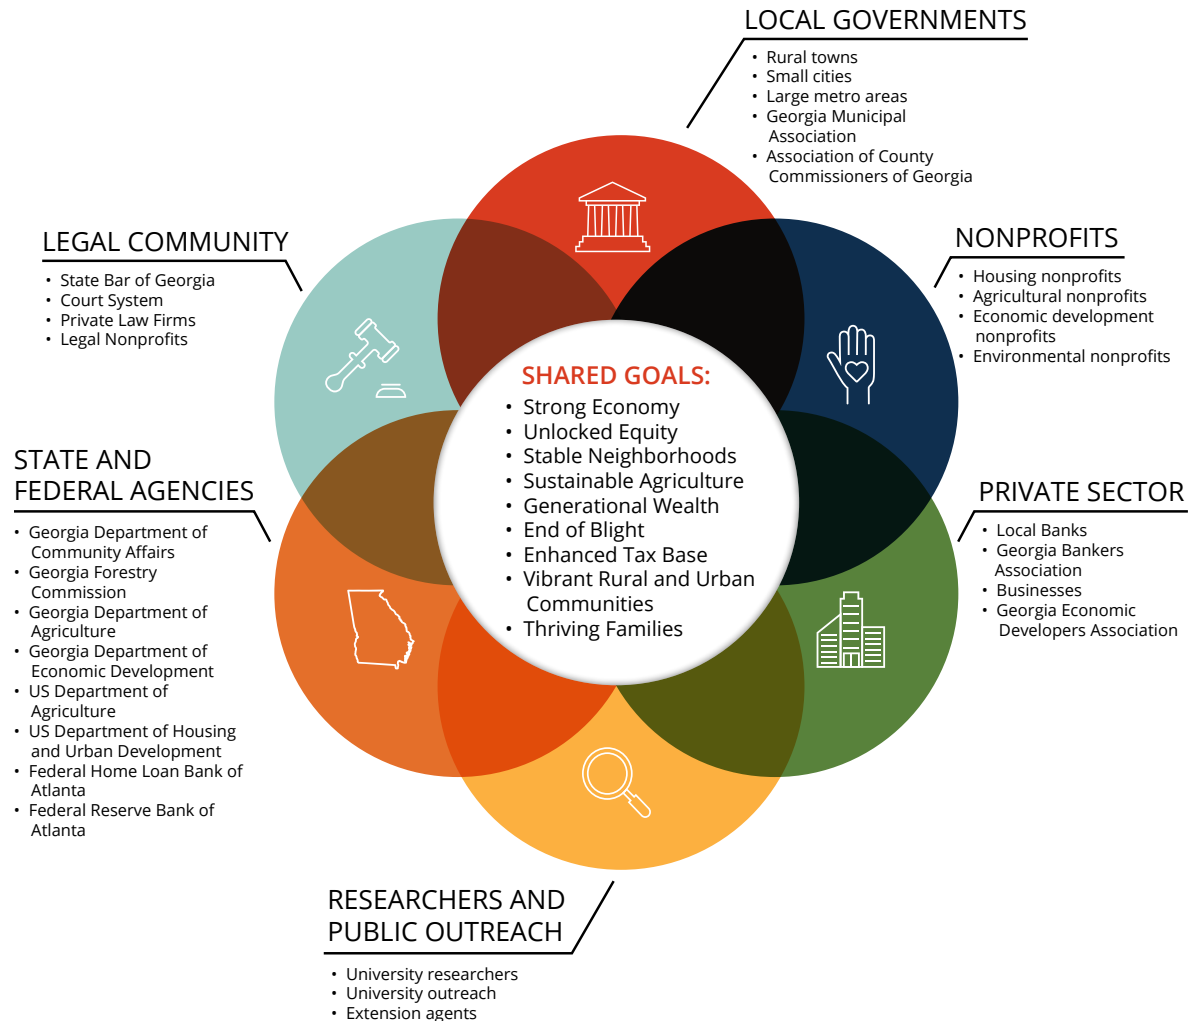 LOCAL GOVERNMENTS
• Rural towns
• Small cities
• Large metro areas
• Georgia Municipal
Association
• Association of County
Commissioners of Georgia
LEGAL COMMUNITY
• State Bar of Georgia
• Court System
• Private Law Firms
• Legal Nonprofits
NONPROFITS
• Housing nonprofits
• Agricultural nonprofits
• Economic development
nonprofits
• Environmental nonprofits
SHARED GOALS:
• Strong Economy
• Unlocked Equity
• Stable Neighborhoods
• Sustainable Agriculture
• Generational Wealth
• End of Blight
• Enhanced Tax Base
• Vibrant Rural and Urban
Communities
• Thriving Families
STATE AND
FEDERAL AGENCIES
• Georgia Department of
Community Affairs
• Georgia Forestry
Commission
• Georgia Department of
Agriculture
• Georgia Department of
Economic Development
• US Department of
Agriculture
• US Department of Housing
and Urban Development
• Federal Home Loan Bank of
Atlanta
• Federal Reserve Bank of
Atlanta
PRIVATE SECTOR
• Local Banks
• Georgia Bankers
Association
• Businesses
• Georgia Economic
Developers Association
RESEARCHERS AND
PUBLIC OUTREACH
• University researchers
• University outreach
• Extension agents